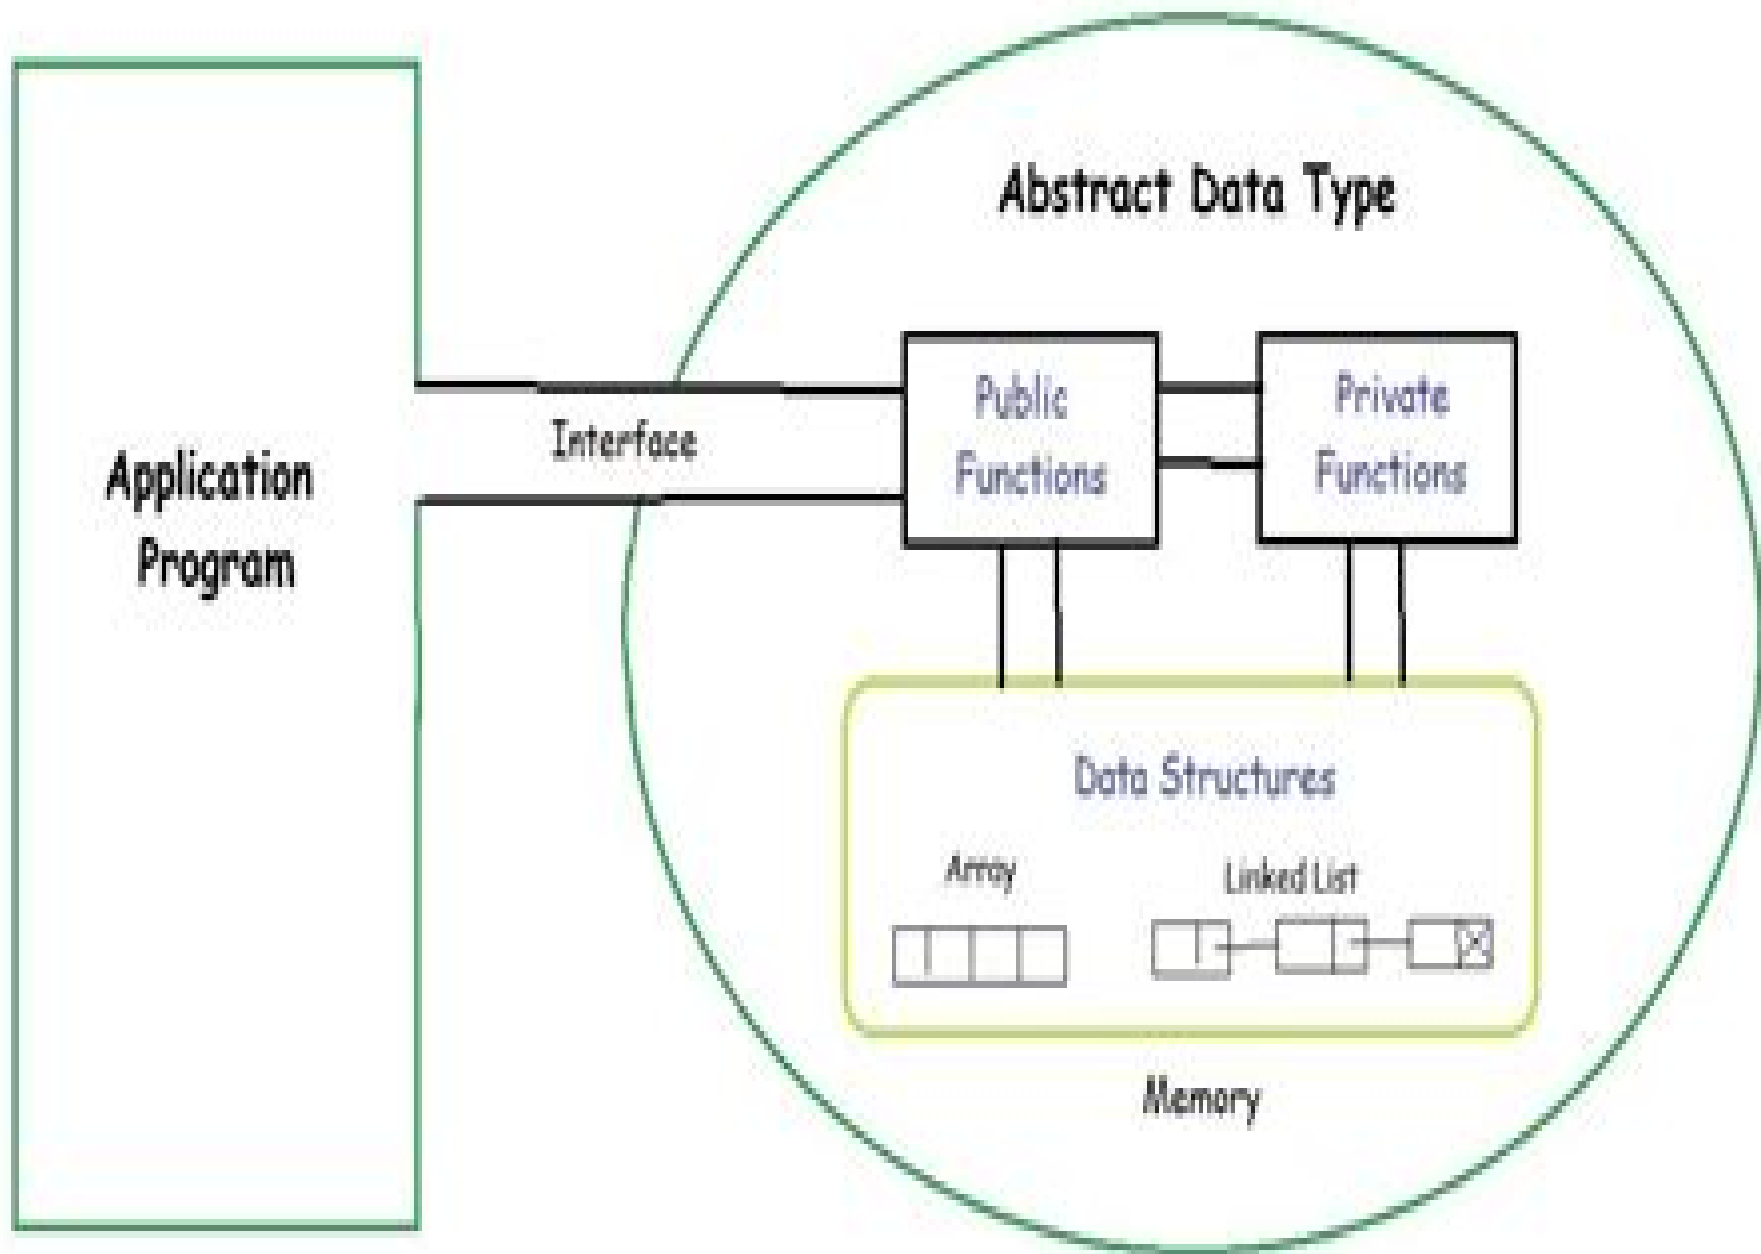 Abstract Data Type
Application
Program
Interface
Public
Functions
Private
Functions
Data Structures
Array
Linked List
Memory